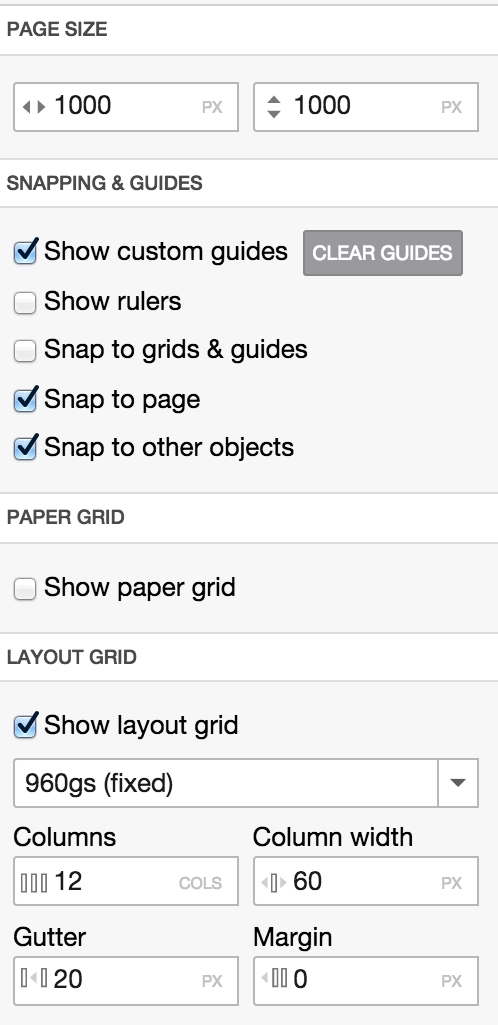 PAGE SIZE
1000 PX 1000 PX
SNAPPING & GUIDES
Show custom guides CLEAR GUIDES
Show rulers
Snap to grids & guides
Snap to page
Snap to other objects
PAPER GRID
Show paper grid
LAYOUT GRID
Show layout grid
960gs (fixed)
Columns Column width
12 COLS 60 PX
Gutter Margin
20 PX 0 PX